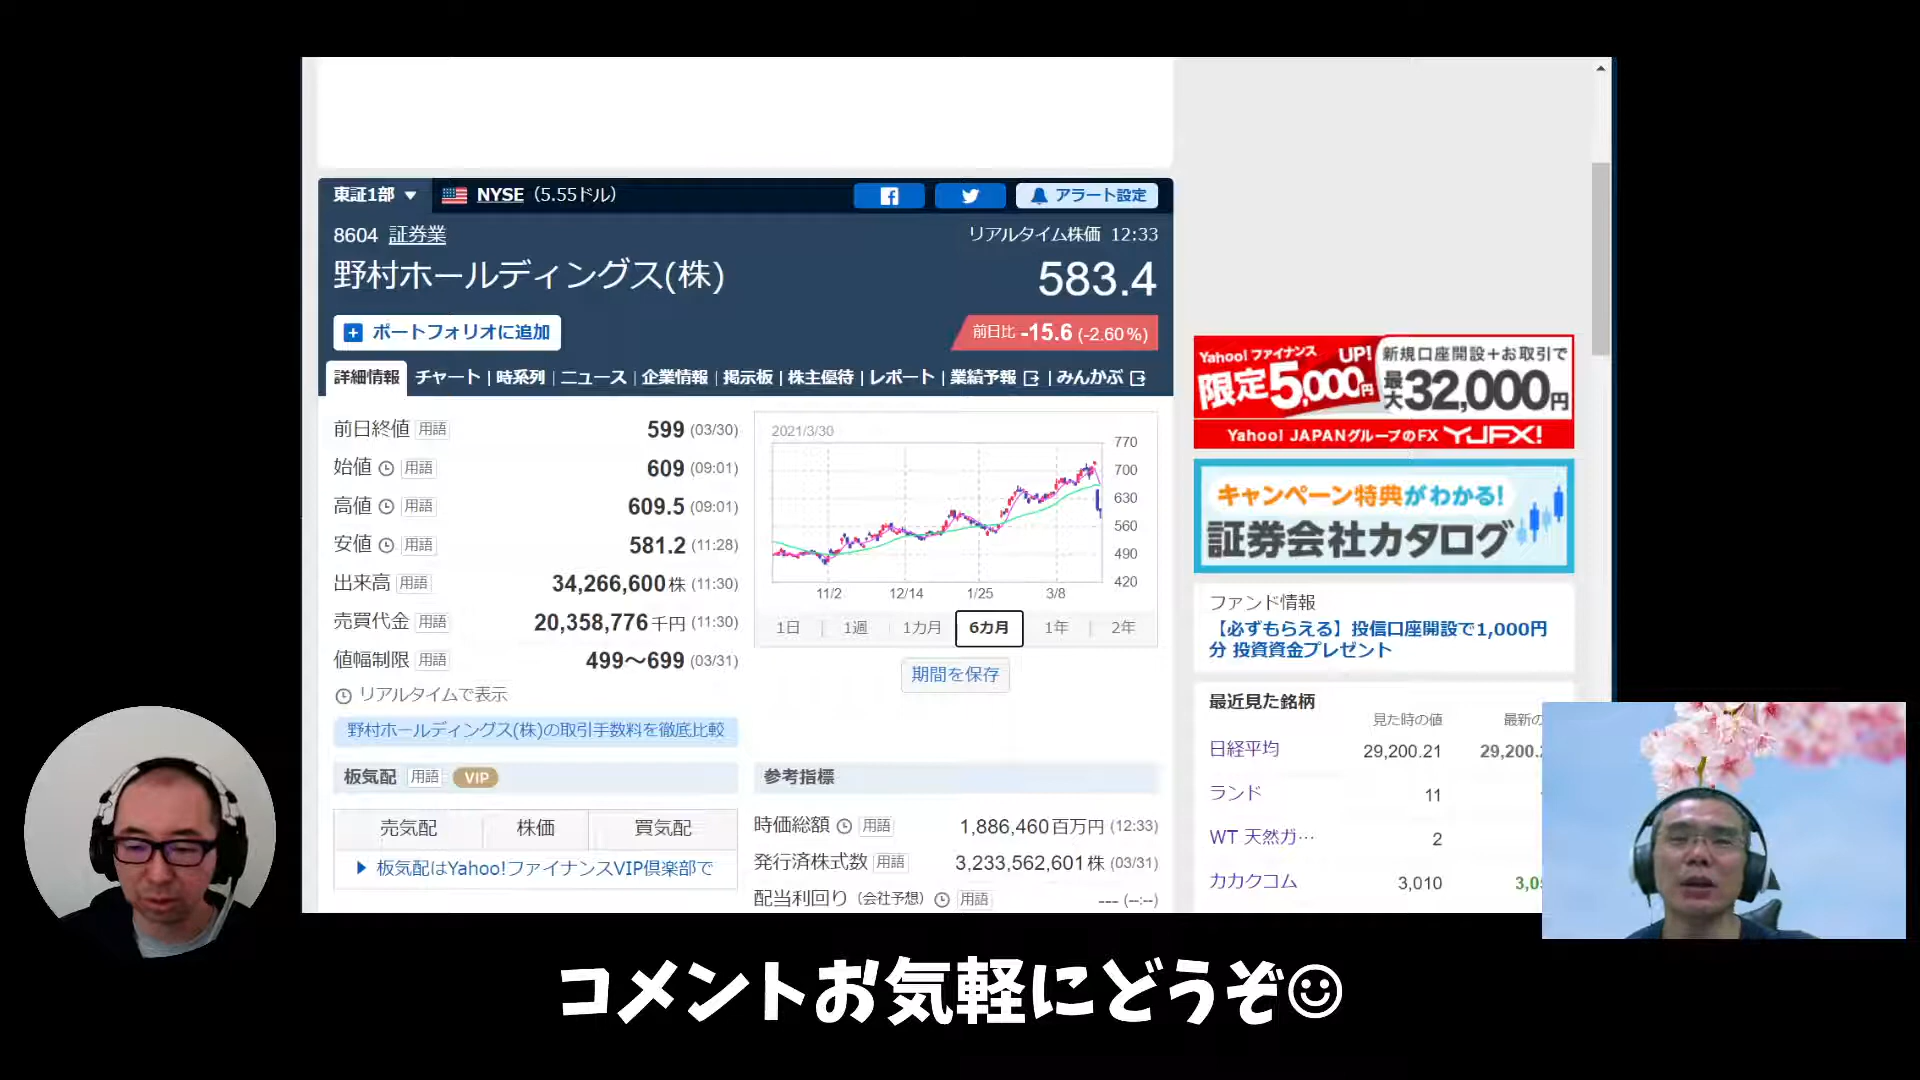 東証1部 NYSE (5.55ドル) アラート設定
8604 証券業 リアルタイム株価 12:33
野村ホールディングス(株) 583.4
ポートフォリオに追加 前日比 -15.6 (-2.60%)
詳細情報 チャート | 時系列 | ニュース | 企業情報 | 掲示板 | 株主優待 | レポート | 業績予報 | みんかぶ
前日終値 用語 599 (03/30)
始値 用語 609 (09:01)
高値 用語 609.5 (09:01)
安値 用語 581.2 (11:28)
出来高 用語 34,266,600株 (11:30)
売買代金 用語 20,358,776千円 (11:30)
値幅制限 用語 499〜699 (03/31)
リアルタイムで表示
野村ホールディングス(株)の取引手数料を徹底比較
2021/3/30
770
700
630
560
490
420
11/2 12/14 1/25 3/8
1日 | 1週 | 1カ月 6カ月 1年 | 2年
期間を保存
板気配 用語 VIP
売気配 株価 買気配
板気配はYahoo!ファイナンスVIP倶楽部で
参考指標
時価総額 用語 1,886,460百万円 (12:33)
発行済株式数 用語 3,233,562,601株 (03/31)
配当利回り (会社予想) 用語 --- (--:--)
Yahoo!ファイナンス UP! 新規口座開設+お取引で
限定5,000円 最大32,000円
Yahoo! JAPANグループのFX YJFX!
キャンペーン特典がわかる!
証券会社カタログ
ファンド情報
【必ずもらえる】投信口座開設で1,000円
分 投資資金プレゼント
最近見た銘柄
見た時の値 最新の
日経平均 29,200.21 29,200.
ランド 11
WT 天然ガ… 2
カカクコム 3,010 3,0
コメントお気軽にどうぞ☺